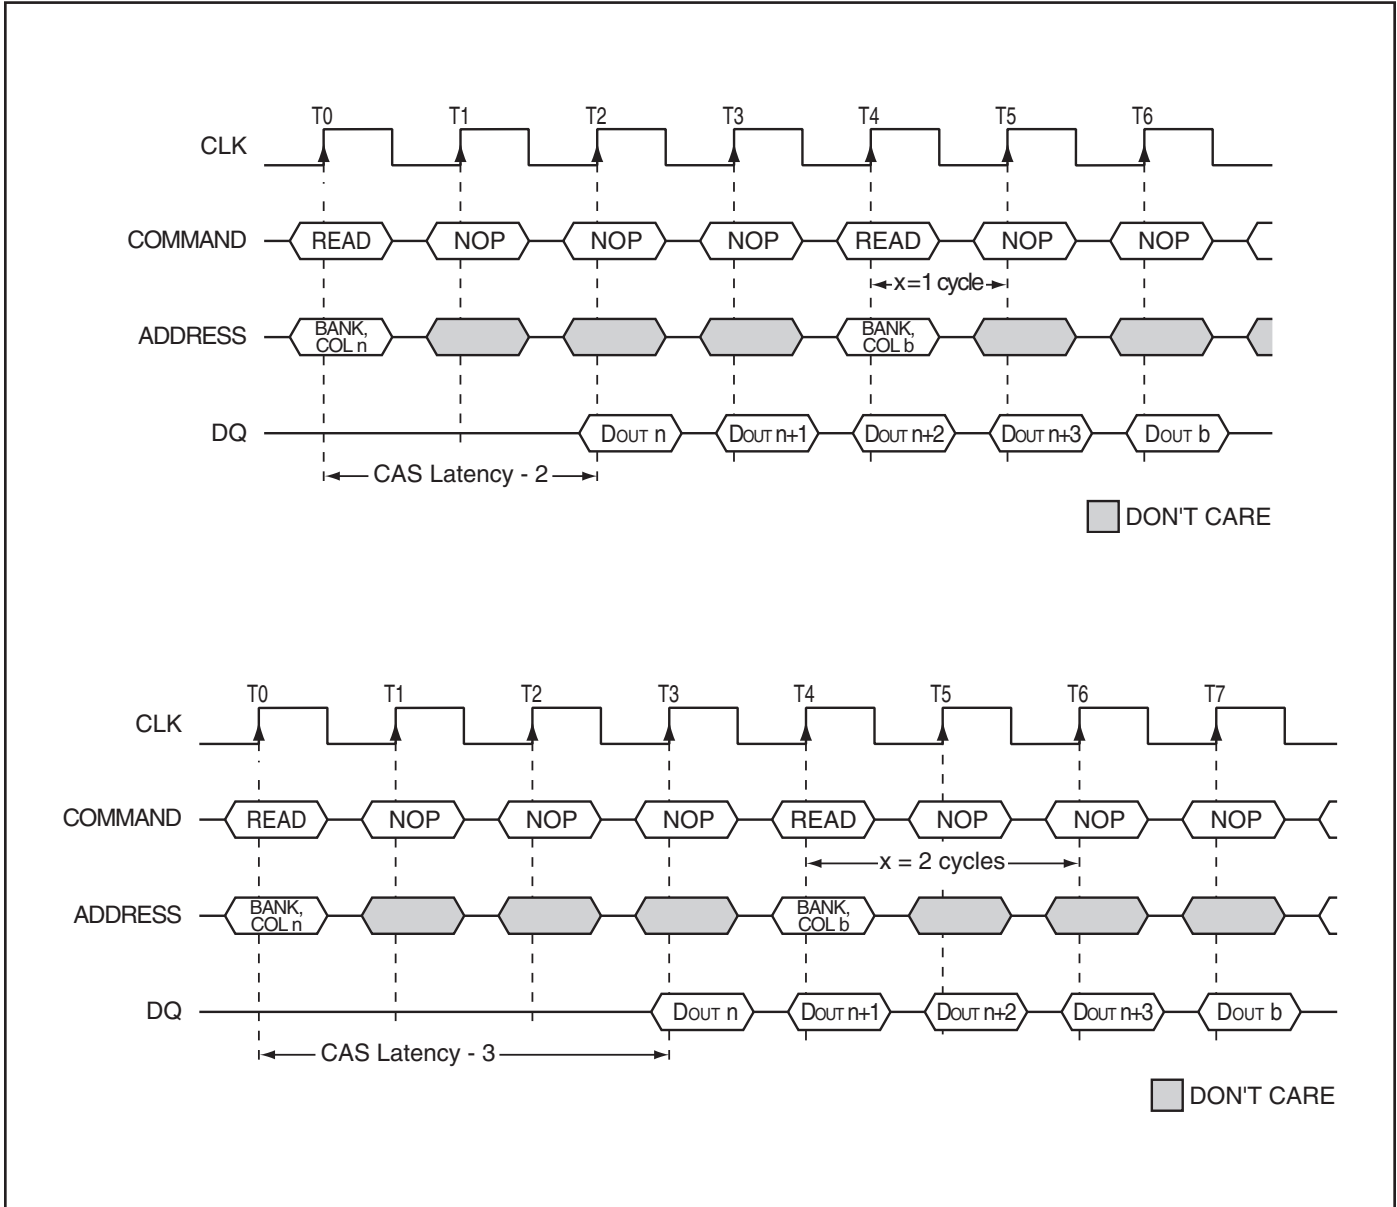 T0 T1 T2 T3 T4 T5 T6
CLK
COMMAND READ NOP NOP NOP READ NOP NOP
x=1 cycle
ADDRESS BANK, COL n BANK, COL b
DQ DOUT n DOUT n+1 DOUT n+2 DOUT n+3 DOUT b
CAS Latency - 2
DON'T CARE
T0 T1 T2 T3 T4 T5 T6 T7
CLK
COMMAND READ NOP NOP NOP READ NOP NOP NOP
x = 2 cycles
ADDRESS BANK, COL n BANK, COL b
DQ DOUT n DOUT n+1 DOUT n+2 DOUT n+3 DOUT b
CAS Latency - 3
DON'T CARE